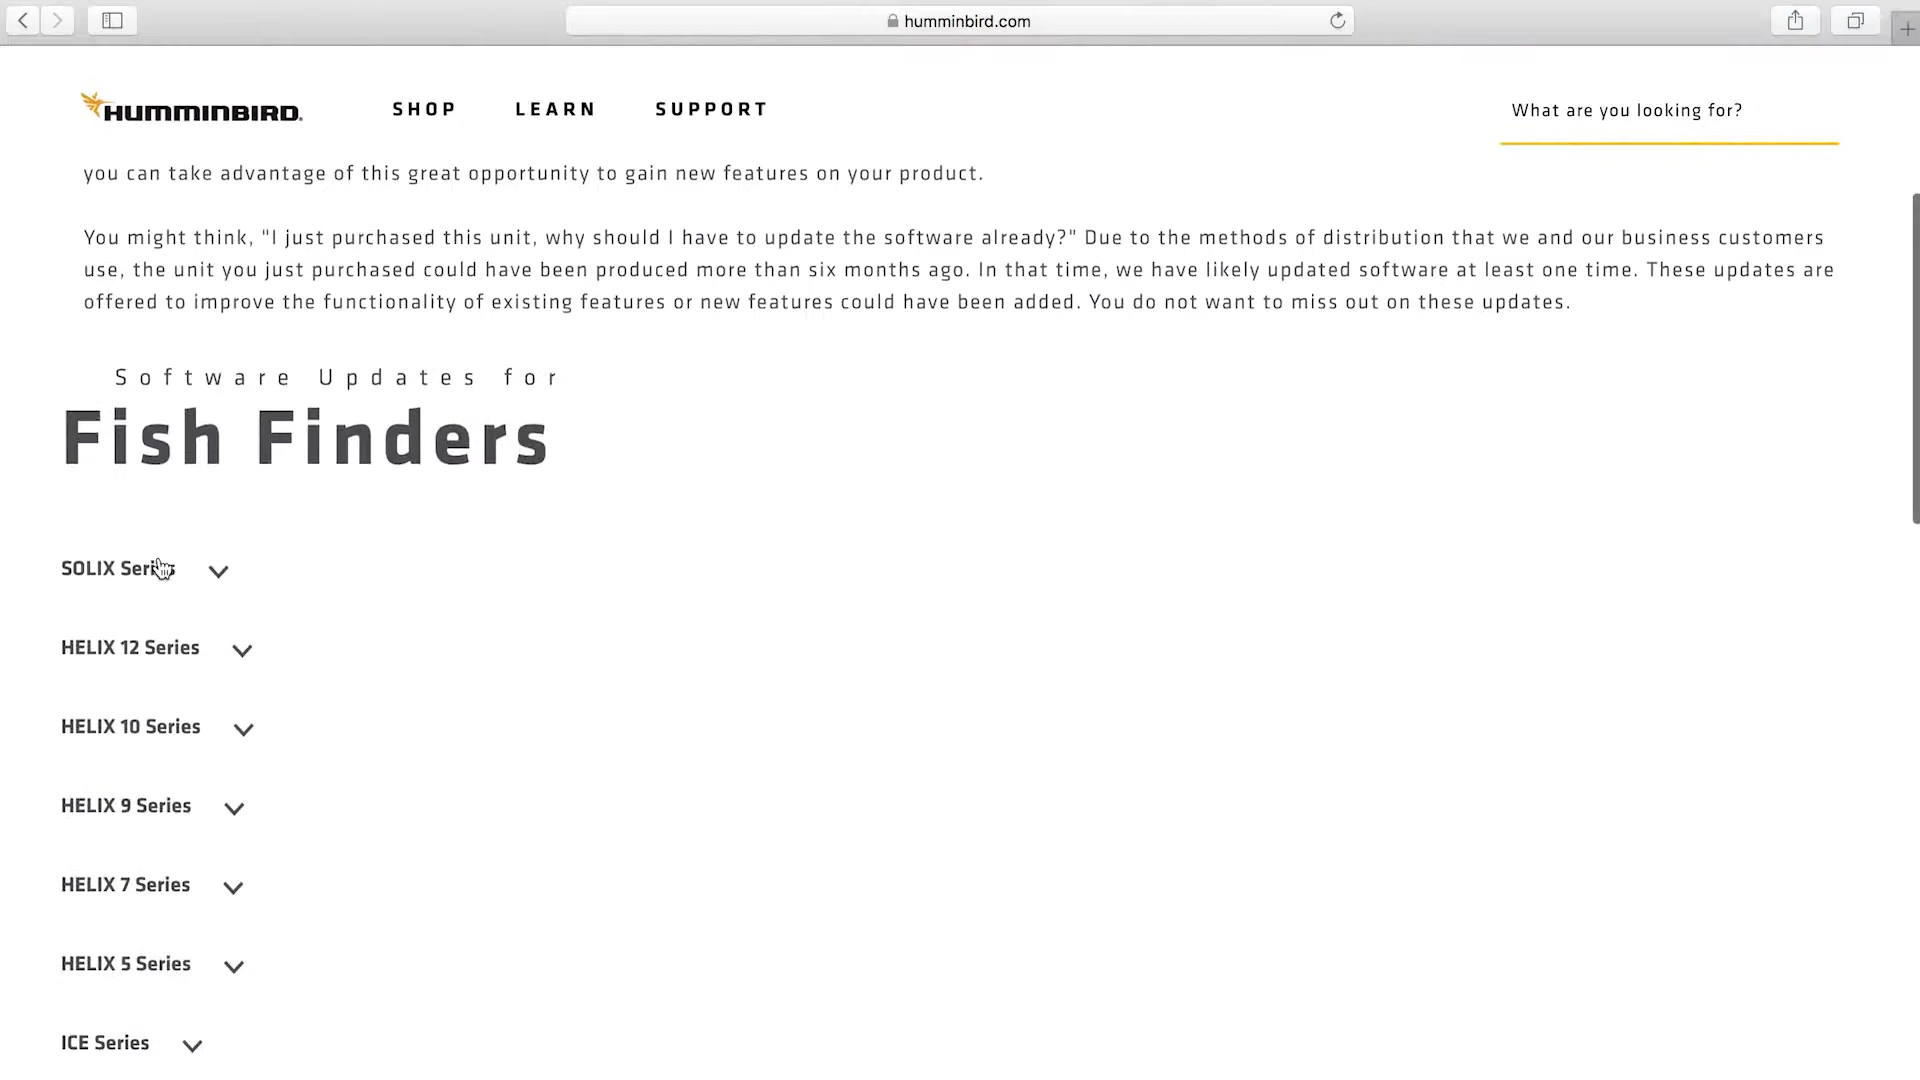 humminbird.com
HUMMINBIRD.
SHOP LEARN SUPPORT
What are you looking for?
you can take advantage of this great opportunity to gain new features on your product.
You might think, "I just purchased this unit, why should I have to update the software already?" Due to the methods of distribution that we and our business customers
use, the unit you just purchased could have been produced more than six months ago. In that time, we have likely updated software at least one time. These updates are
offered to improve the functionality of existing features or new features could have been added. You do not want to miss out on these updates.
Software Updates for
Fish Finders
SOLIX Series
HELIX 12 Series
HELIX 10 Series
HELIX 9 Series
HELIX 7 Series
HELIX 5 Series
ICE Series